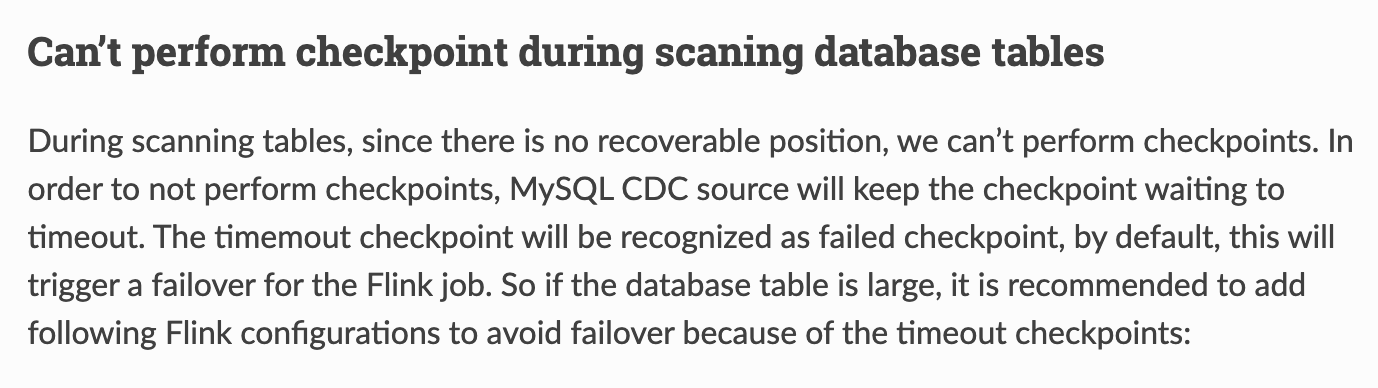 Can’t perform checkpoint during scaning database tables
During scanning tables, since there is no recoverable position, we can’t perform checkpoints. In
order to not perform checkpoints, MySQL CDC source will keep the checkpoint waiting to
timeout. The timemout checkpoint will be recognized as failed checkpoint, by default, this will
trigger a failover for the Flink job. So if the database table is large, it is recommended to add
following Flink configurations to avoid failover because of the timeout checkpoints: